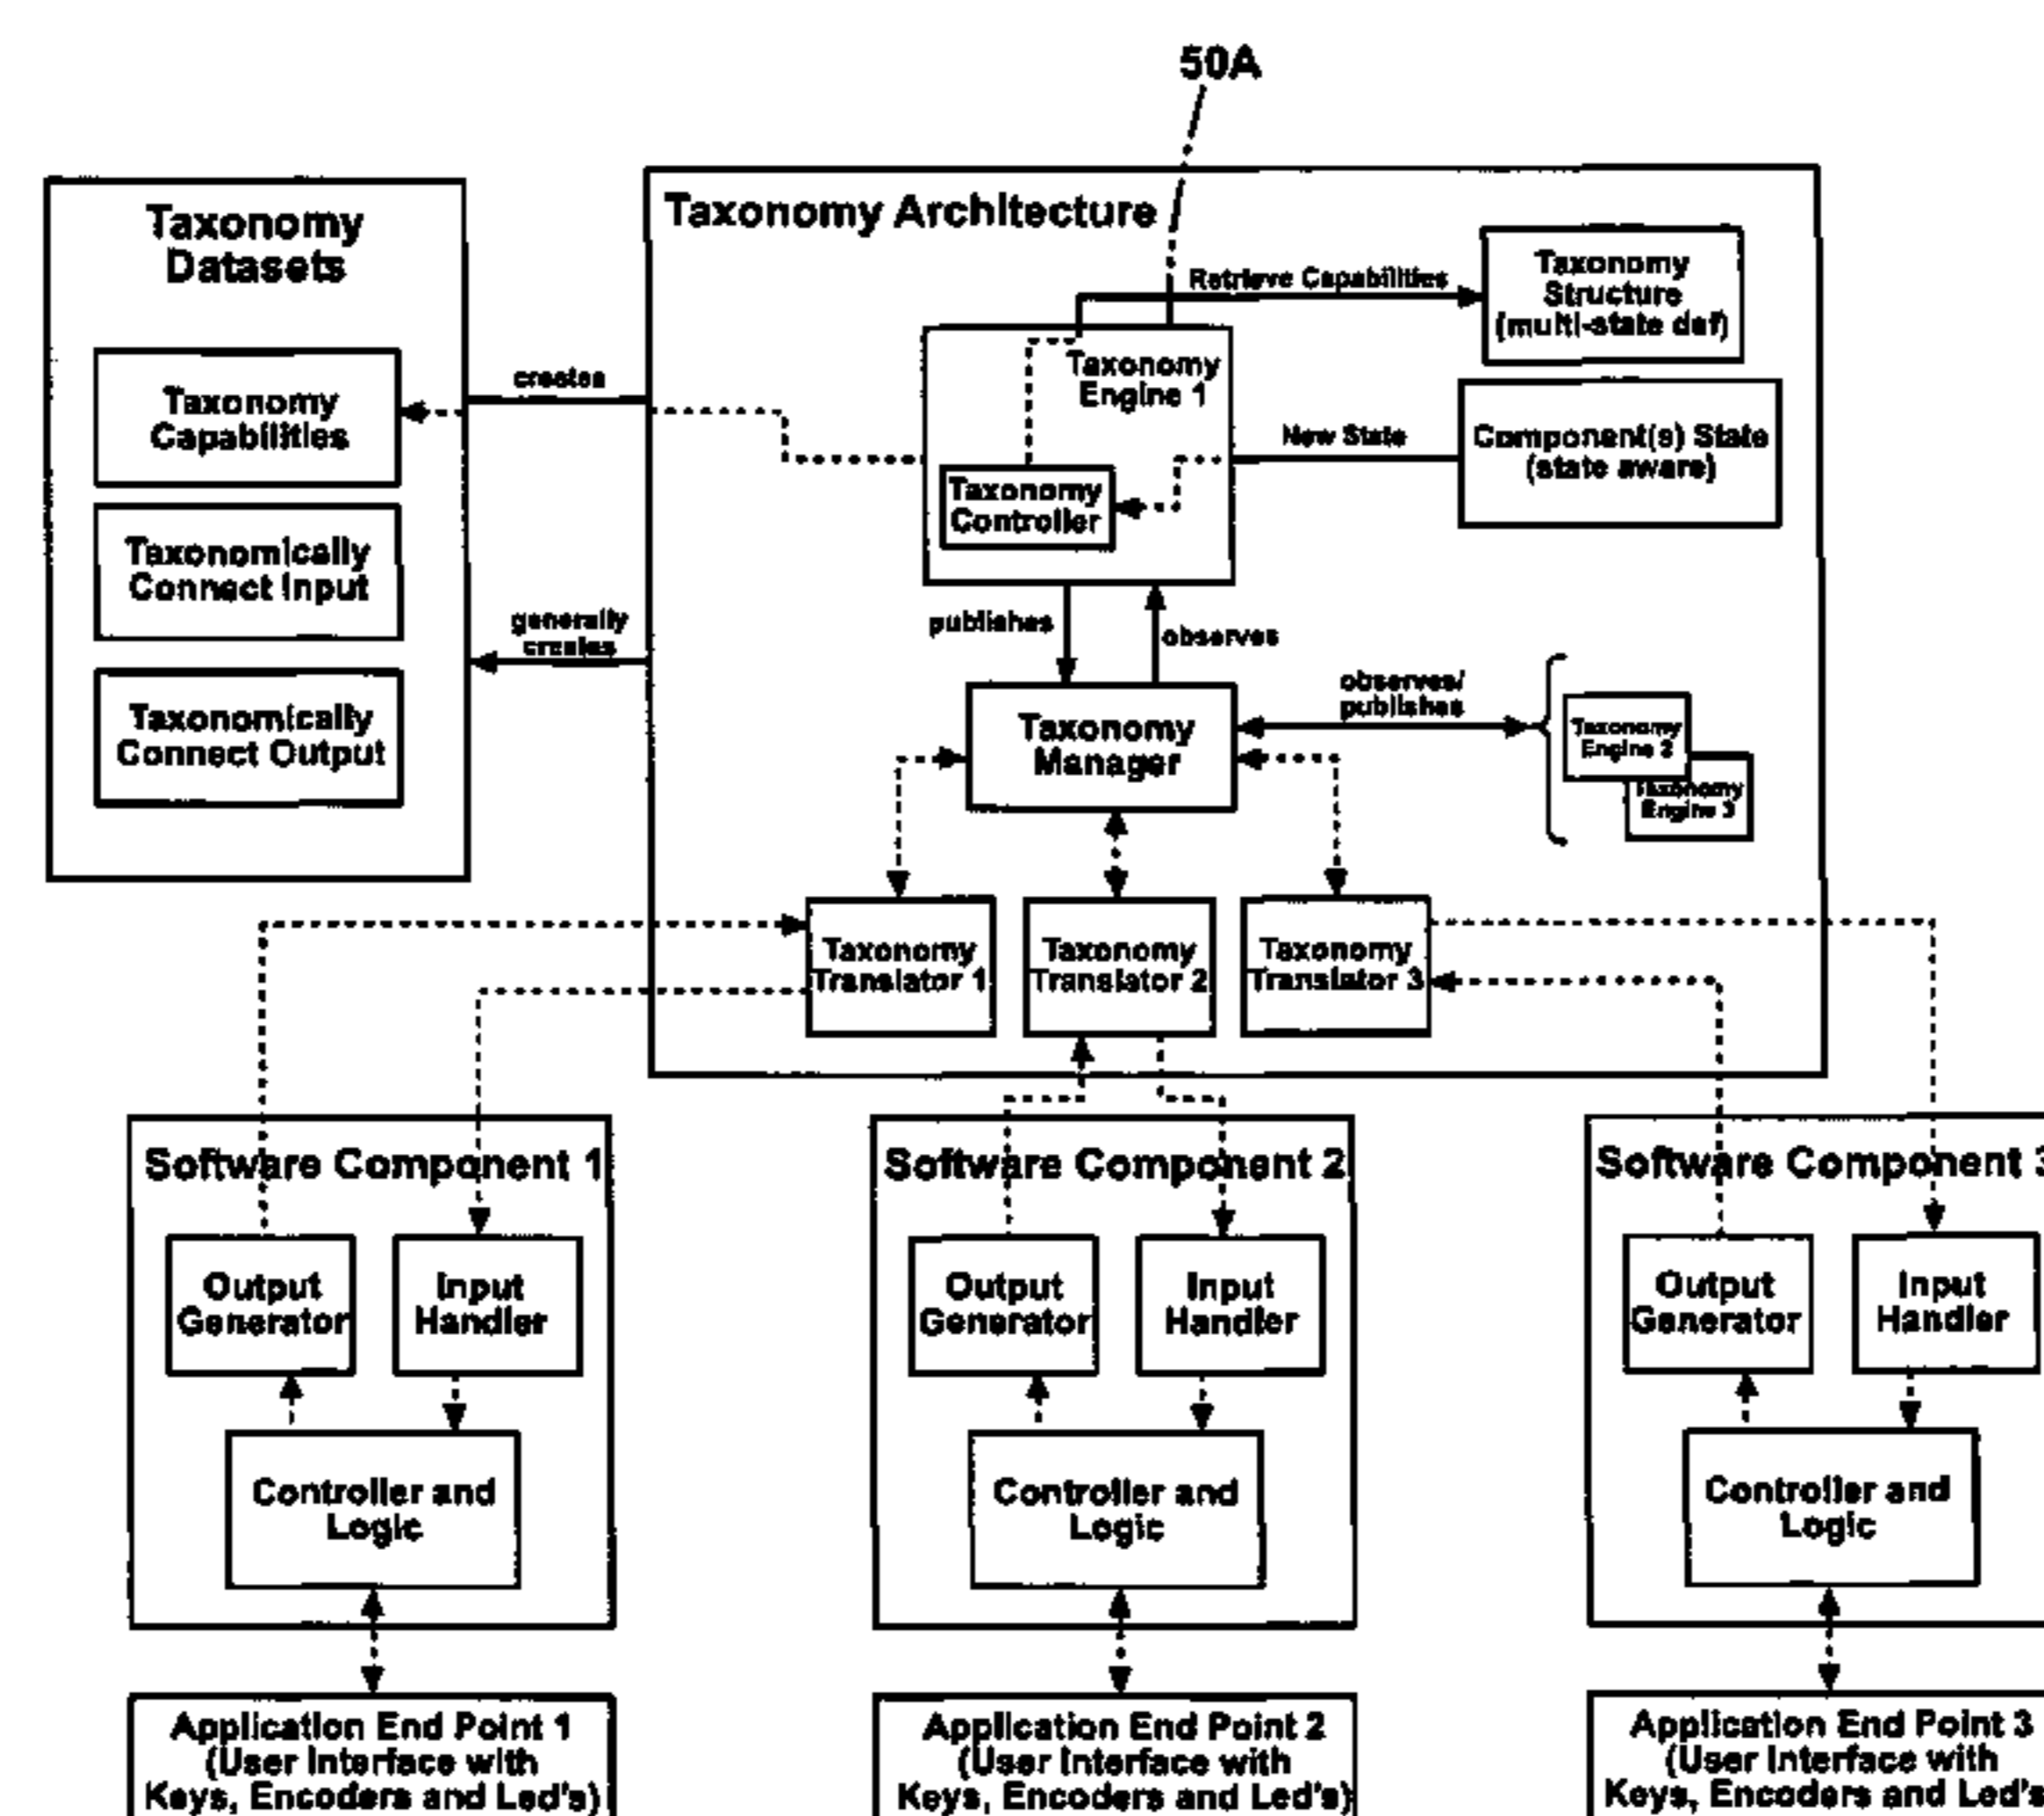 50A
Taxonomy
Datasets
Taxonomy
Capabilities
Taxonomically
Connect Input
Taxonomically
Connect Output
creates
generally
creates
Taxonomy Architecture
Retrieve Capabilities
Taxonomy
Structure
(multi-state def)
Taxonomy
Engine 1
New State
Component(s) State
(state aware)
Taxonomy
Controller
publishes
observes
Taxonomy
Manager
observes/
publishes
Taxonomy
Engine 2
Taxonomy
Engine 3
Taxonomy
Translator 1
Taxonomy
Translator 2
Taxonomy
Translator 3
Software Component 1
Output
Generator
Input
Handler
Controller and
Logic
Application End Point 1
(User Interface with
Keys, Encoders and Led's)
Software Component 2
Output
Generator
Input
Handler
Controller and
Logic
Application End Point 2
(User Interface with
Keys, Encoders and Led's)
Software Component 3
Output
Generator
Input
Handler
Controller and
Logic
Application End Point 3
(User Interface with
Keys, Encoders and Led's